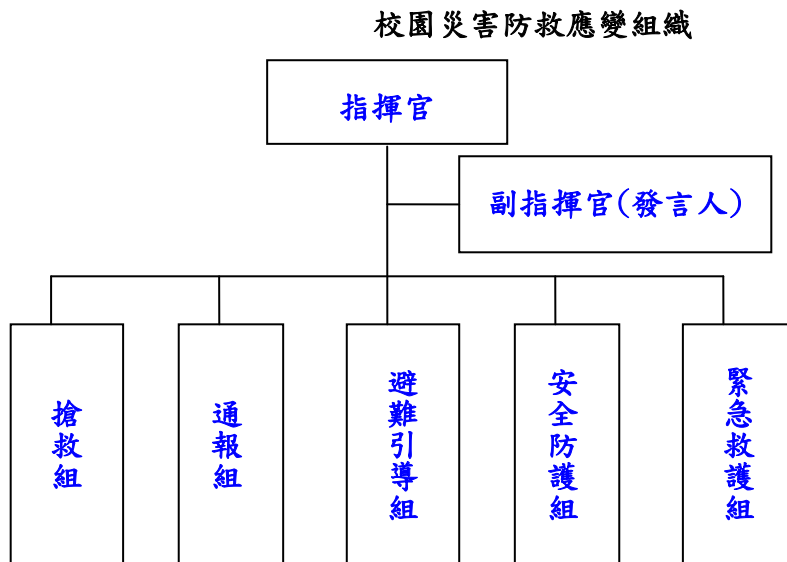 校園災害防救應變組織
指揮官
副指揮官(發言人)
搶救組
通報組
避難引導組
安全防護組
緊急救護組